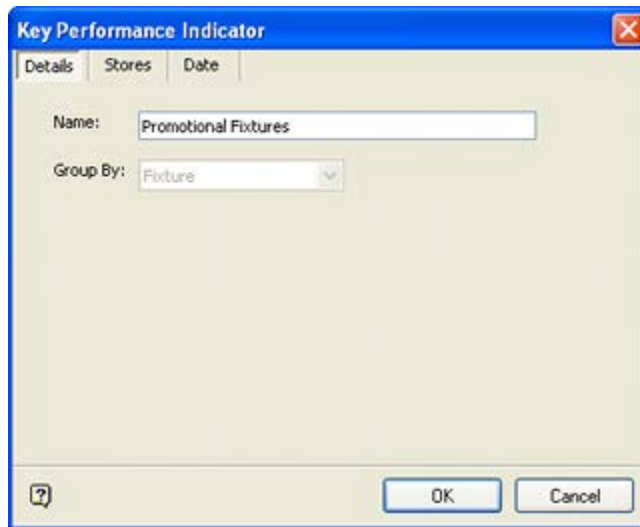 Key Performance Indicator
Details Stores Date
Name: Promotional Fixtures
Group By: Fixture
OK Cancel